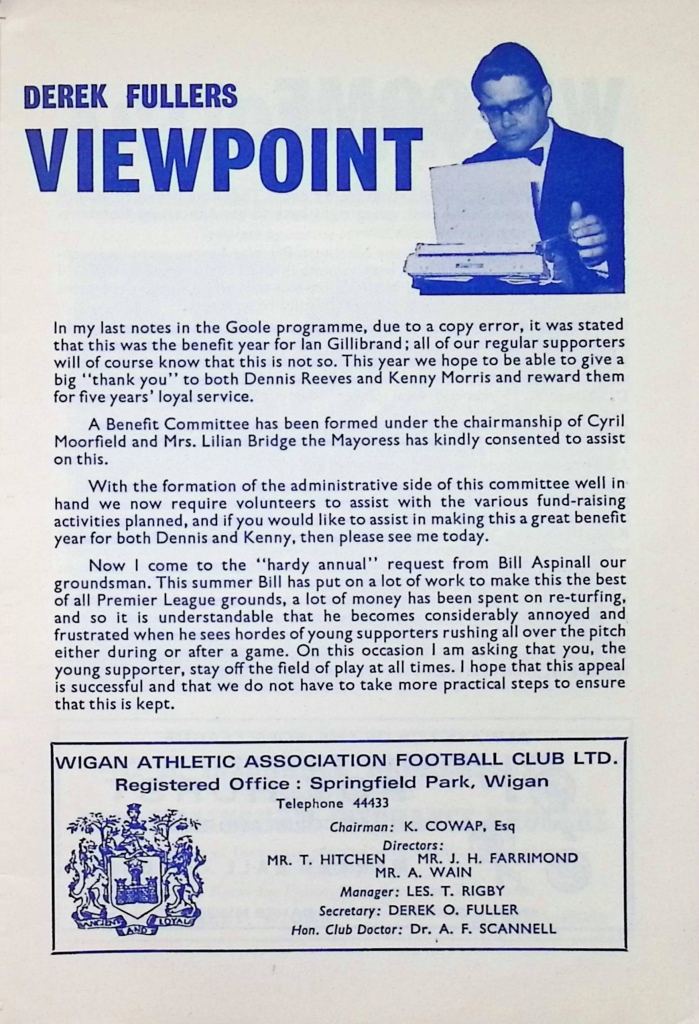 DEREK FULLERS
VIEWPOINT
In my last notes in the Goole programme, due to a copy error, it was stated
that this was the benefit year for Ian Gillibrand; all of our regular supporters
will of course know that this is not so. This year we hope to be able to give a
big "thank you" to both Dennis Reeves and Kenny Morris and reward them
for five years' loyal service.
A Benefit Committee has been formed under the chairmanship of Cyril
Moorfield and Mrs. Lilian Bridge the Mayoress has kindly consented to assist
on this.
With the formation of the administrative side of this committee well in
hand we now require volunteers to assist with the various fund-raising
activities planned, and if you would like to assist in making this a great benefit
year for both Dennis and Kenny, then please see me today.
Now I come to the "hardy annual" request from Bill Aspinall our
groundsman. This summer Bill has put on a lot of work to make this the best
of all Premier League grounds, a lot of money has been spent on re-turfing,
and so it is understandable that he becomes considerably annoyed and
frustrated when he sees hordes of young supporters rushing all over the pitch
either during or after a game. On this occasion I am asking that you, the
young supporter, stay off the field of play at all times. I hope that this appeal
is successful and that we do not have to take more practical steps to ensure
that this is kept.
WIGAN ATHLETIC ASSOCIATION FOOTBALL CLUB LTD.
Registered Office : Springfield Park, Wigan
Telephone 44433
Chairman: K. COWAP, Esq
Directors:
MR. T. HITCHEN MR. J. H. FARRIMOND
MR. A. WAIN
Manager: LES. T. RIGBY
Secretary: DEREK O. FULLER
Hon. Club Doctor: Dr. A. F. SCANNELL
ANCIENT AND LOYAL